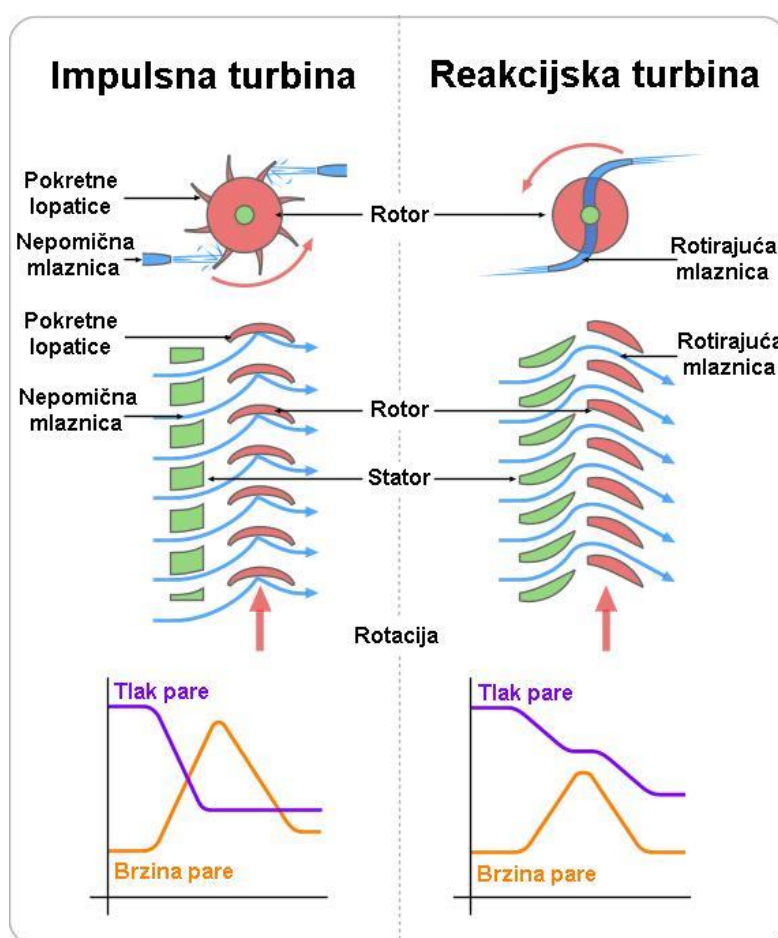 Impulsna turbina
Reakcijska turbina
Pokretne
lopatice
Nepomična
mlaznica
Rotor
Rotirajuća
mlaznica
Pokretne
lopatice
Nepomična
mlaznica
Rotirajuća
mlaznica
Rotor
Stator
Rotacija
Tlak pare
Brzina pare
Tlak pare
Brzina pare